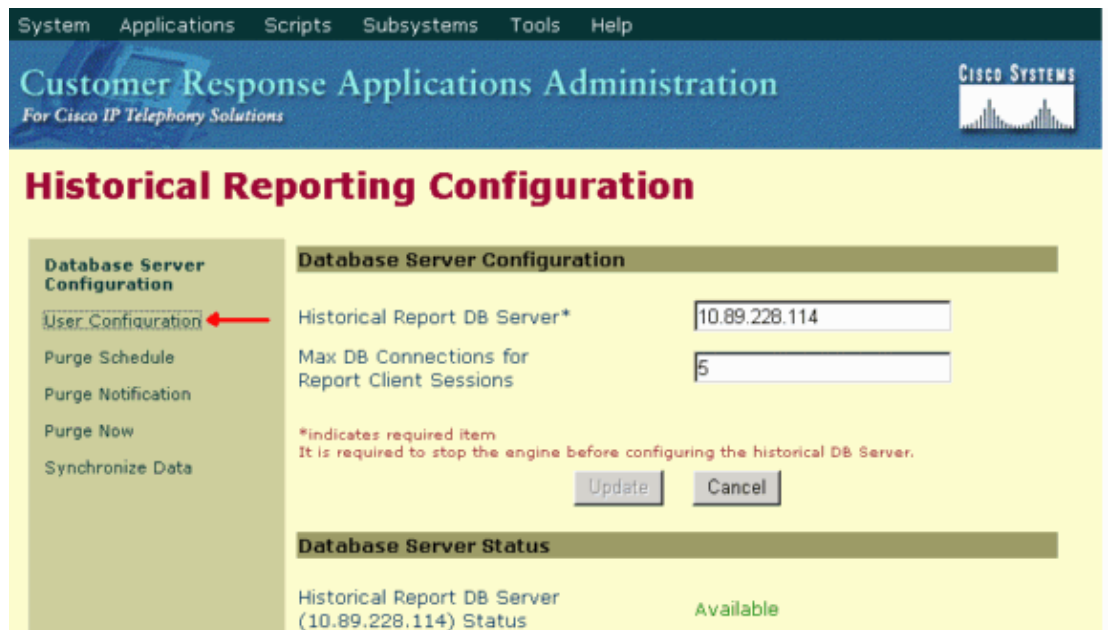 System Applications Scripts Subsystems Tools Help
Customer Response Applications Administration
For Cisco IP Telephony Solutions
CISCO SYSTEMS
Historical Reporting Configuration
Database Server
Configuration
User Configuration
Purge Schedule
Purge Notification
Purge Now
Synchronize Data
Database Server Configuration
Historical Report DB Server*
10.89.228.114
Max DB Connections for
Report Client Sessions
5
*indicates required item
It is required to stop the engine before configuring the historical DB Server.
Update Cancel
Database Server Status
Historical Report DB Server
(10.89.228.114) Status
Available